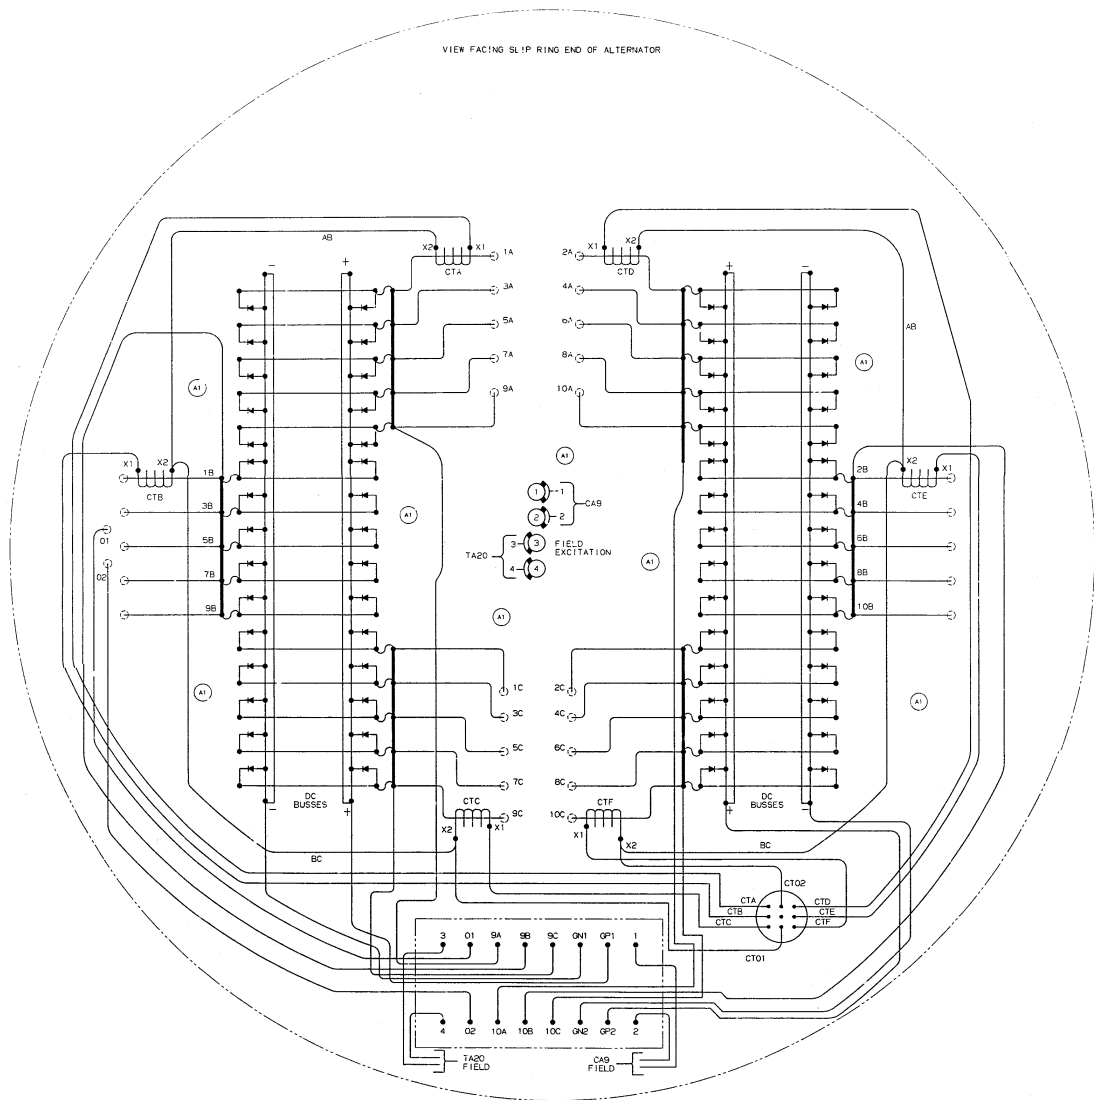 VIEW FACING SLIP RING END OF ALTERNATOR
AB
X2
X1
CTA
1A
2A
X1
X2
CTD
-
+
+
-
3A
4A
5A
6A
AB
7A
8A
A1
A1
9A
10A
A1
X1
X2
1B
2B
X2
X1
CTB
CTE
1
1
CA9
3B
4B
A1
2
2
O1
5B
6B
TA20
3
3
FIELD
EXCITATION
4
4
A1
O2
7B
8B
9B
10B
A1
A1
1C
2C
A1
3C
4C
5C
6C
7C
8C
DC
BUSSES
DC
BUSSES
-
+
+
-
CTC
CTF
9C
10C
X2
X1
X1
X2
BC
BC
CTO2
CTA
CTD
CTB
CTE
CTC
CTF
CTO1
3
O1
9A
9B
9C
GN1
GP1
1
4
O2
10A
10B
10C
GN2
GP2
2
TA20
FIELD
CA9
FIELD